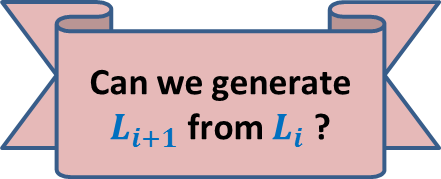 Can we generate
L_{i+1} from L_i ?